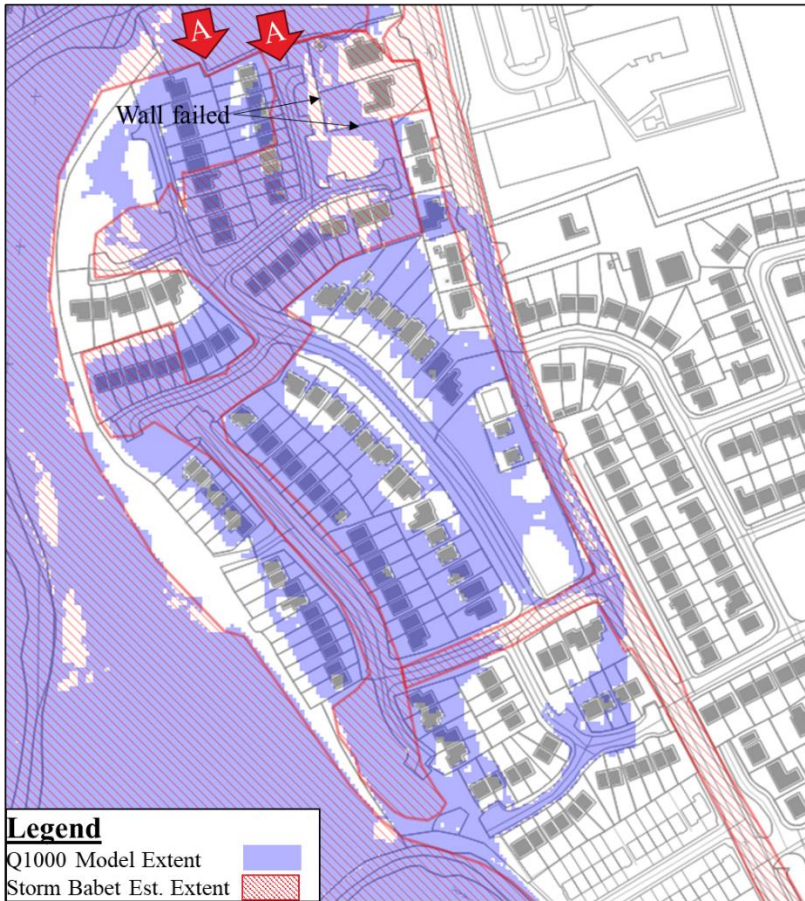 A A
Wall failed
Legend
Q1000 Model Extent
Storm Babet Est. Extent